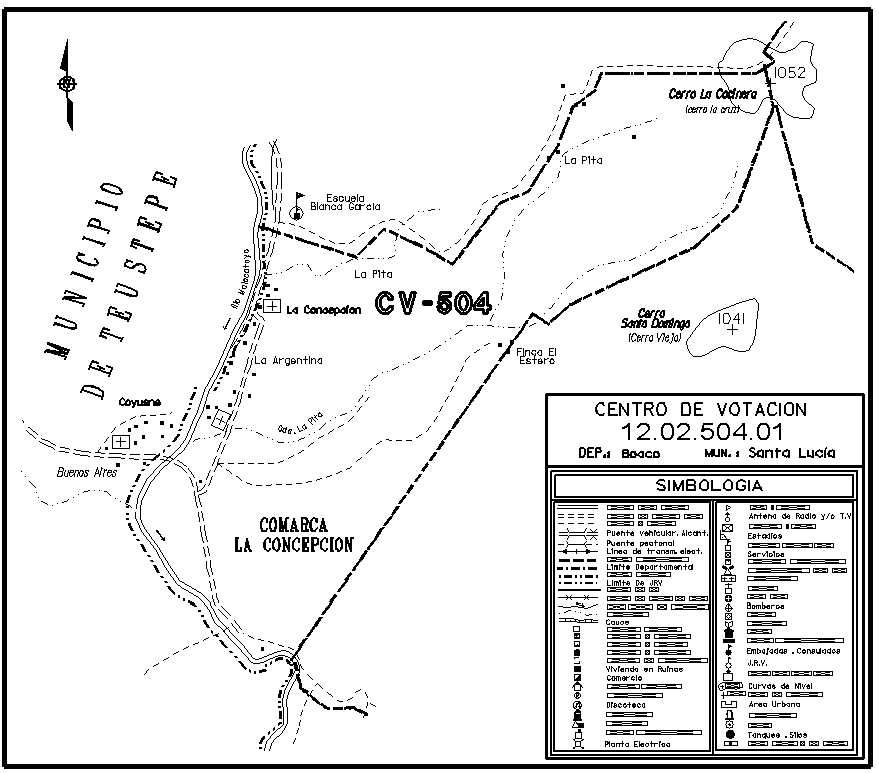 1052
Cerro La Cocinera
(cerro la cruz)
La Pita
MUNICIPIO
DE TEUSTEPE
Escuela
Blanca Garcia
La Pita
CV-504
La Concepcion
Rio Malacatoya
Cerro
Santo Domingo
(Cerro Viejo)
1041
La Argentina
Finca El
Estero
Coyusne
Qda. La Pita
Buenos Aires
COMARCA
LA CONCEPCION
CENTRO DE VOTACION
12.02.504.01
DEP.: Boaco MUN.: Santa Lucía
SIMBOLOGIA
Puente vehicular. Alcant.
Puente peatonal
Linea de transm. elect.
Limite Departamental
Limite De JRV
Cauce
Vivienda en Ruinas
Comercio
Discoteca
Planta Electrica
Antena de Radio y/o T.V
Estadios
Servicios
Bomberos
Embajadas . Consulados
J.R.V.
Curvas de Nivel
Area Urbana
Tanques . Silos